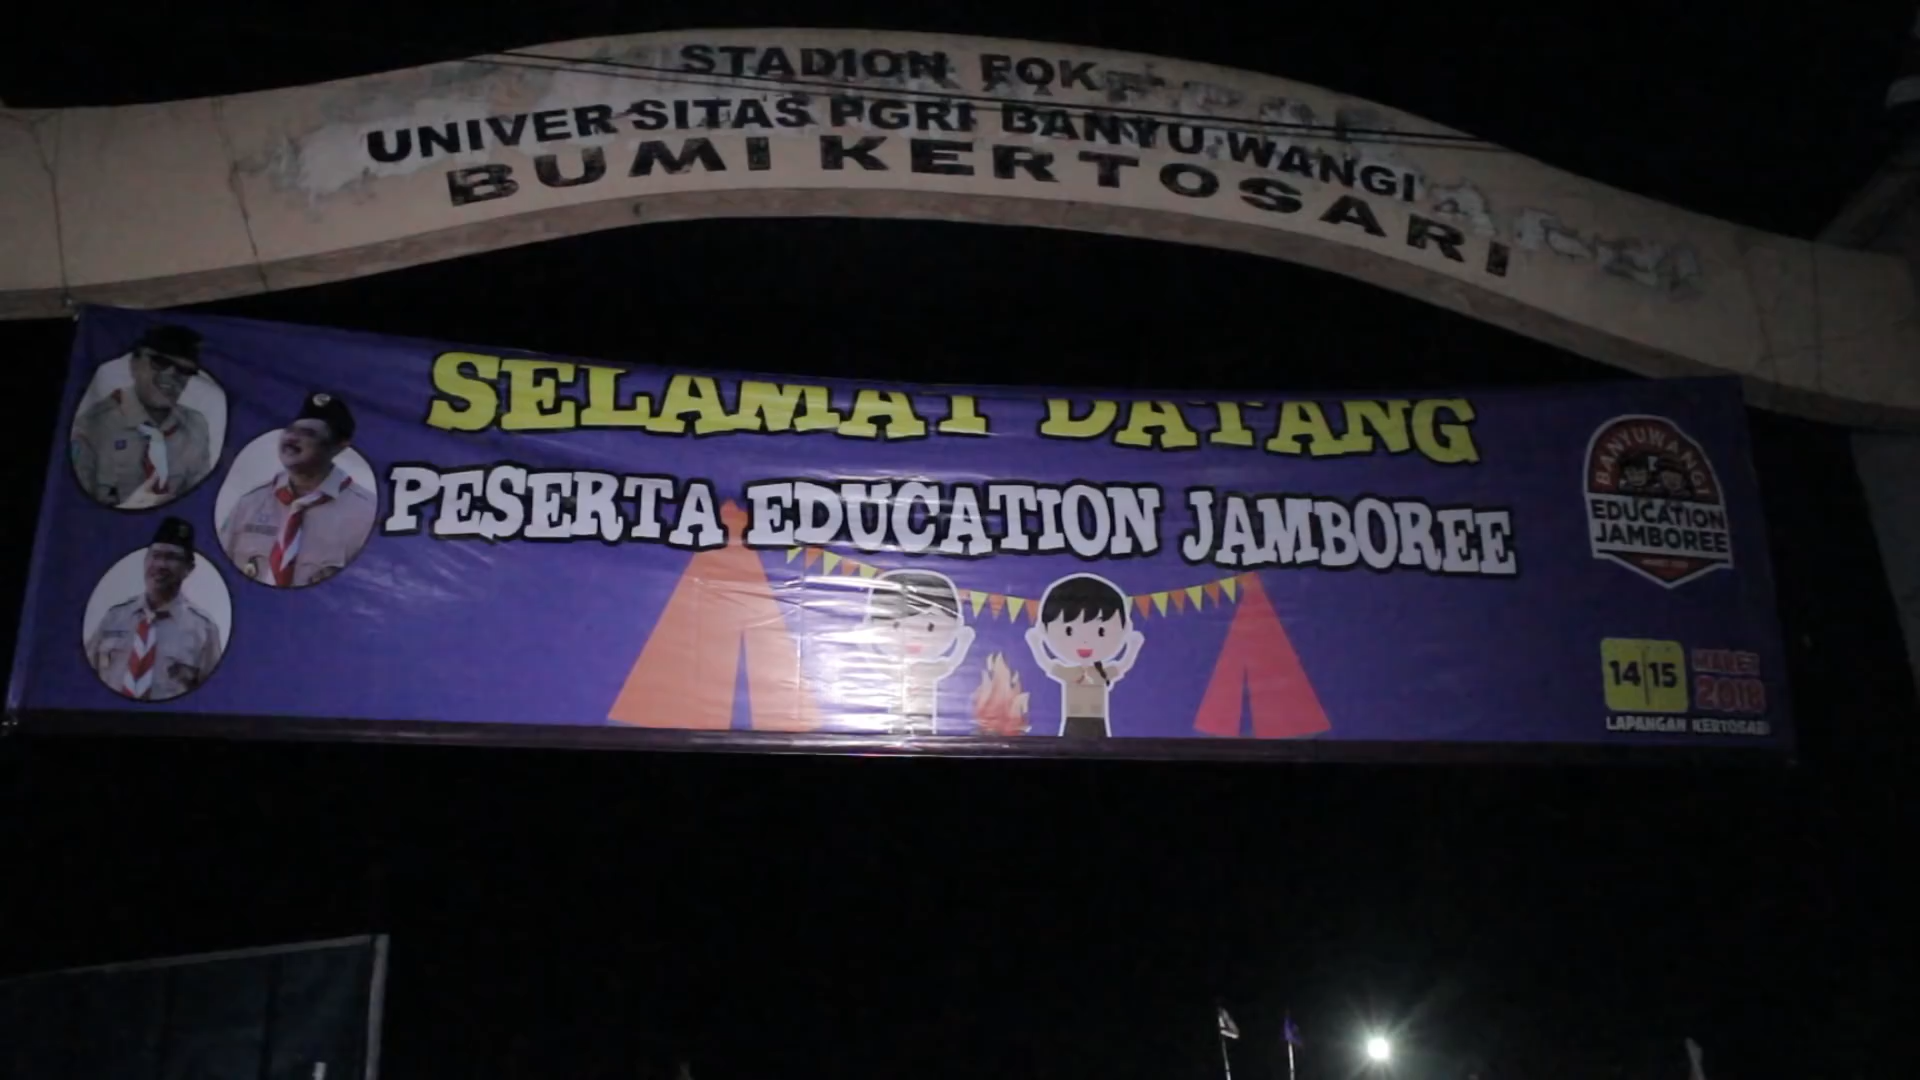 STADION
UNIVERSITAS PGRI BANYUWANGI
BUMI KERTOSARI
SELAMAT DATANG
PESERTA EDUCATION JAMBOREE
BANYUWANGI
EDUCATION
JAMBOREE
14 15 MARET
2018
LAPANGAN KERTOSARI